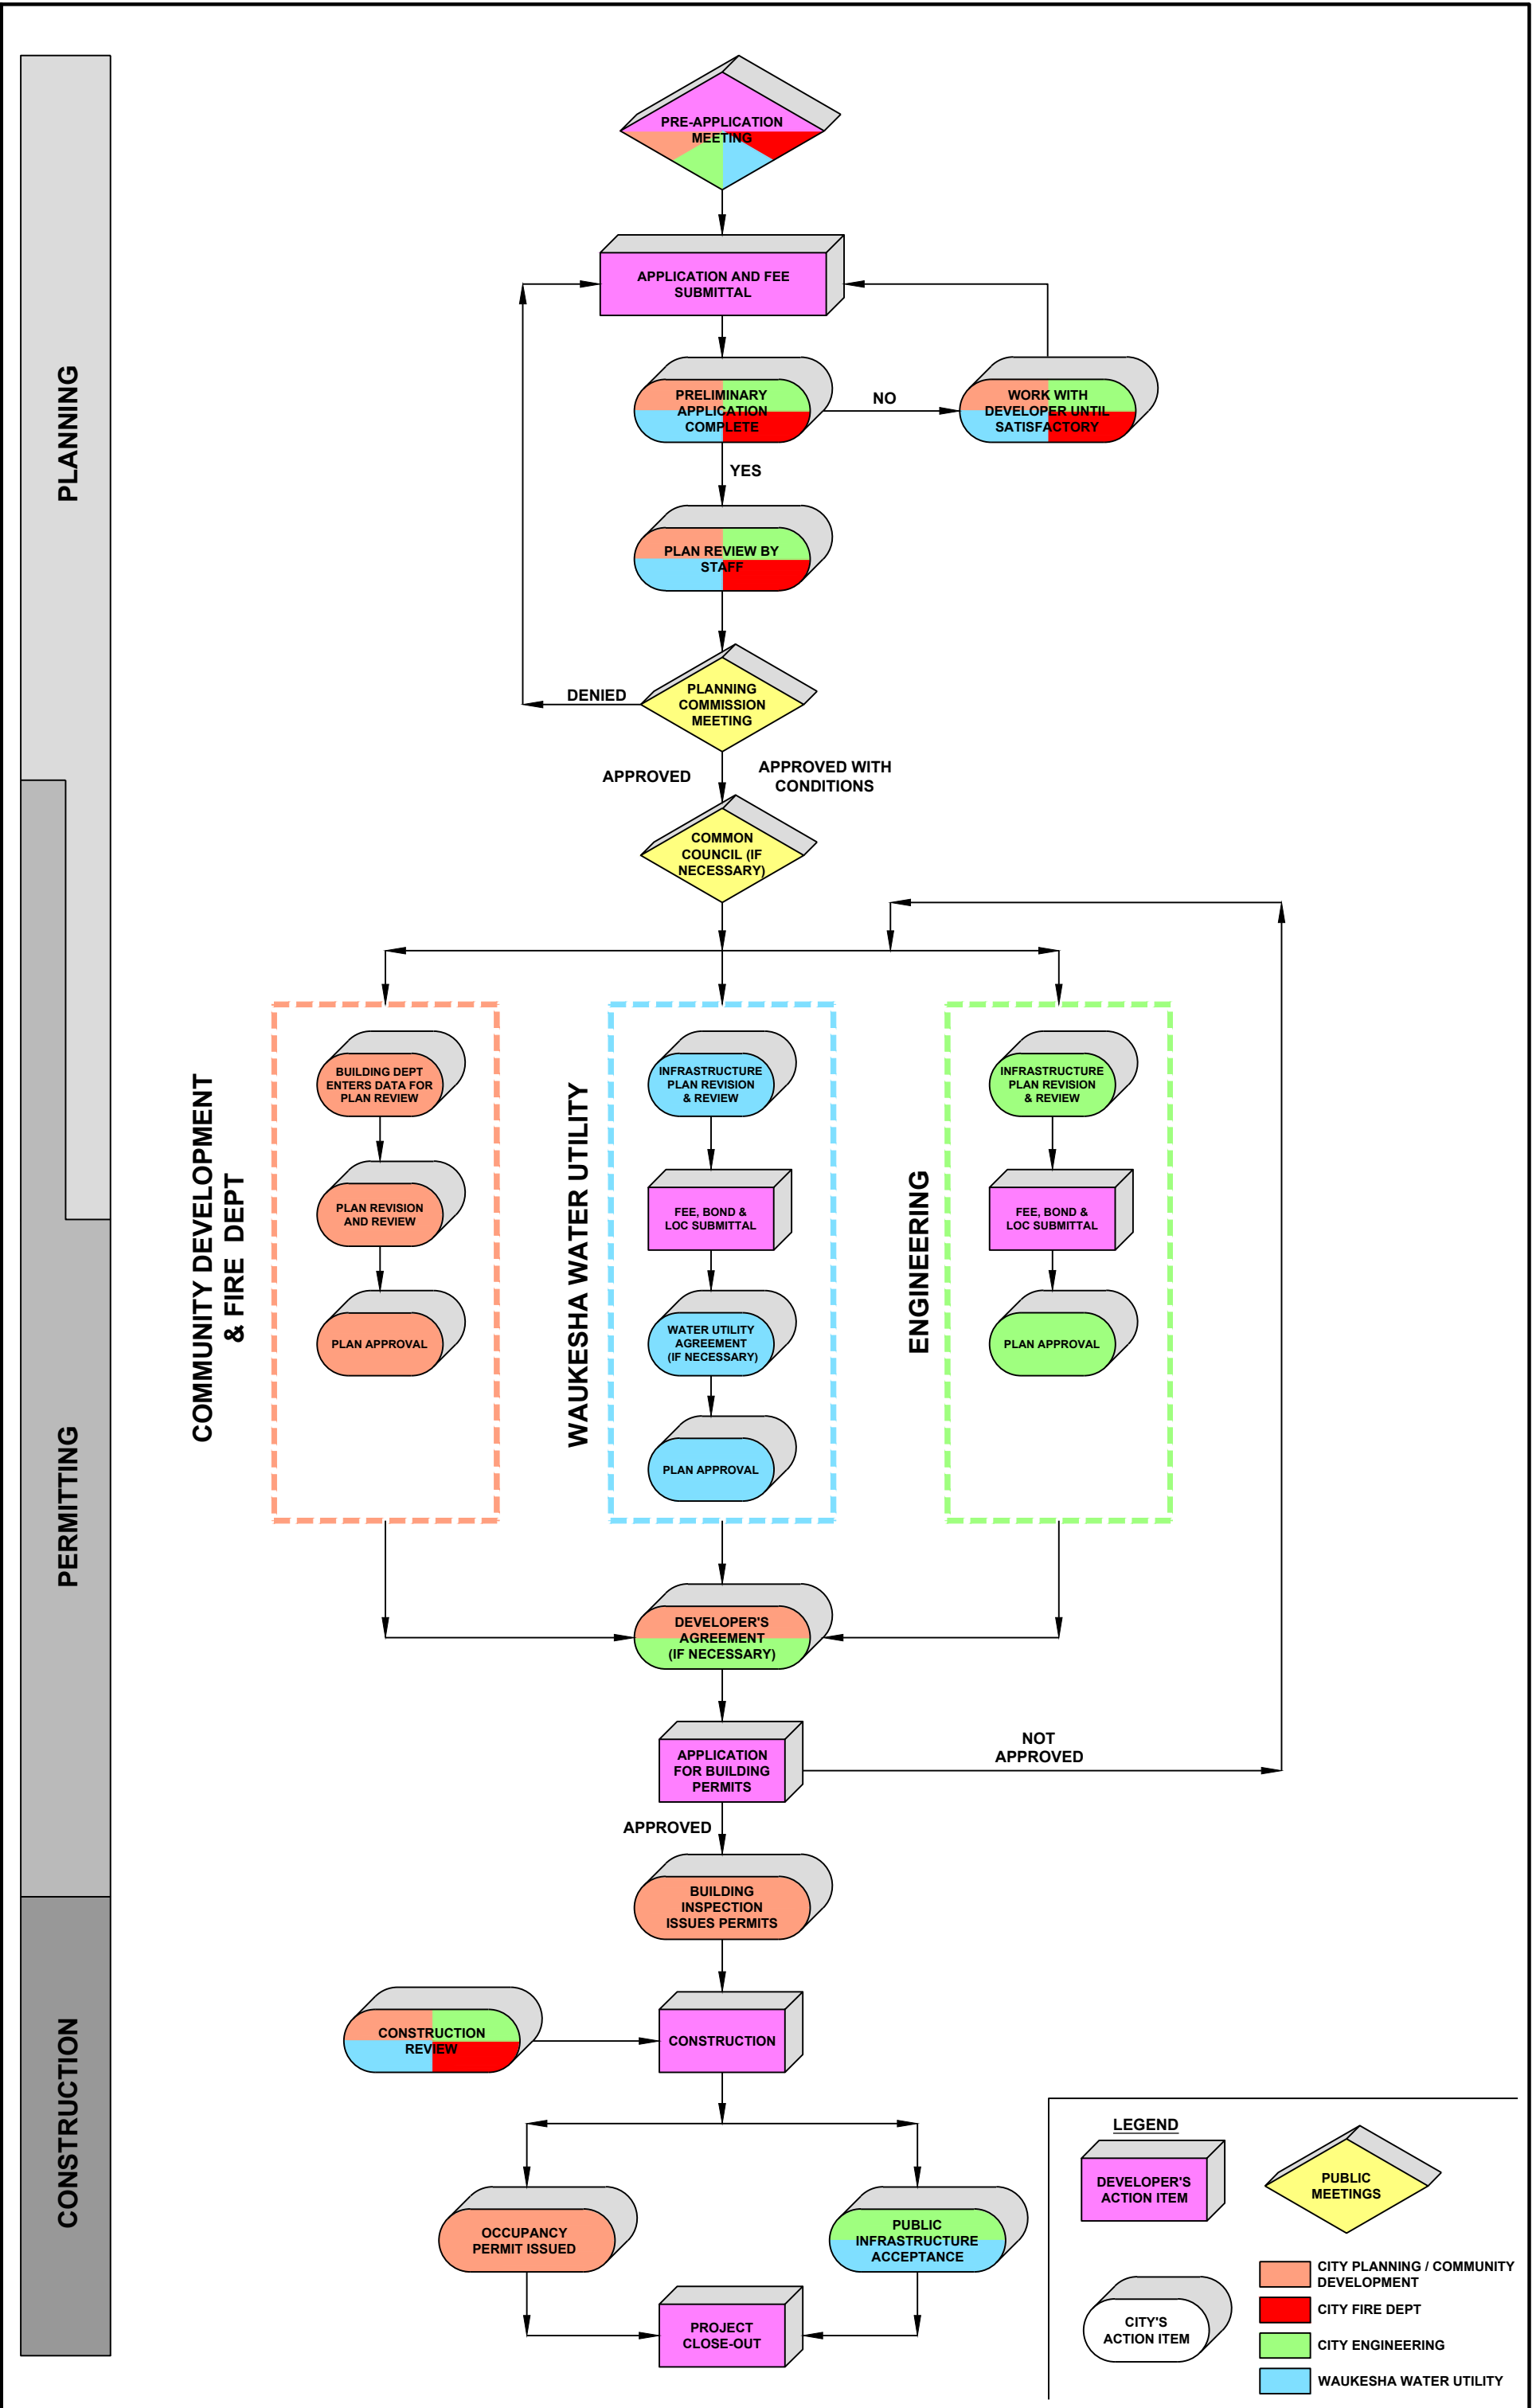 PLANNING
PERMITTING
CONSTRUCTION
PRE-APPLICATION
MEETING
APPLICATION AND FEE
SUBMITTAL
PRELIMINARY
APPLICATION
COMPLETE
NO
WORK WITH
DEVELOPER UNTIL
SATISFACTORY
YES
PLAN REVIEW BY
STAFF
DENIED
PLANNING
COMMISSION
MEETING
APPROVED
APPROVED WITH
CONDITIONS
COMMON
COUNCIL (IF
NECESSARY)
COMMUNITY DEVELOPMENT
& FIRE DEPT
BUILDING DEPT
ENTERS DATA FOR
PLAN REVIEW
PLAN REVISION
AND REVIEW
PLAN APPROVAL
WAUKESHA WATER UTILITY
INFRASTRUCTURE
PLAN REVISION
& REVIEW
FEE, BOND &
LOC SUBMITTAL
WATER UTILITY
AGREEMENT
(IF NECESSARY)
PLAN APPROVAL
ENGINEERING
INFRASTRUCTURE
PLAN REVISION
& REVIEW
FEE, BOND &
LOC SUBMITTAL
PLAN APPROVAL
DEVELOPER'S
AGREEMENT
(IF NECESSARY)
APPLICATION
FOR BUILDING
PERMITS
NOT
APPROVED
APPROVED
BUILDING
INSPECTION
ISSUES PERMITS
CONSTRUCTION
REVIEW
CONSTRUCTION
OCCUPANCY
PERMIT ISSUED
PUBLIC
INFRASTRUCTURE
ACCEPTANCE
PROJECT
CLOSE-OUT
LEGEND
DEVELOPER'S
ACTION ITEM
PUBLIC
MEETINGS
CITY'S
ACTION ITEM
CITY PLANNING / COMMUNITY
DEVELOPMENT
CITY FIRE DEPT
CITY ENGINEERING
WAUKESHA WATER UTILITY